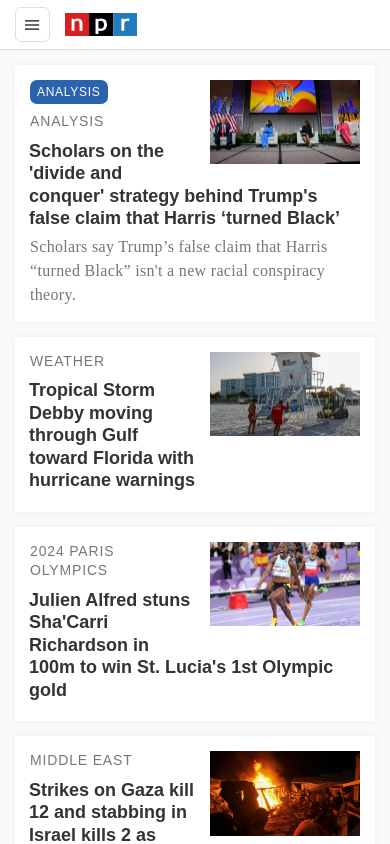 npr
ANALYSIS
ANALYSIS
Scholars on the
'divide and
conquer' strategy behind Trump's
false claim that Harris ‘turned Black’
Scholars say Trump’s false claim that Harris
“turned Black” isn't a new racial conspiracy
theory.
WEATHER
Tropical Storm
Debby moving
through Gulf
toward Florida with
hurricane warnings
2024 PARIS
OLYMPICS
Julien Alfred stuns
Sha'Carri
Richardson in
100m to win St. Lucia's 1st Olympic
gold
MIDDLE EAST
Strikes on Gaza kill
12 and stabbing in
Israel kills 2 as